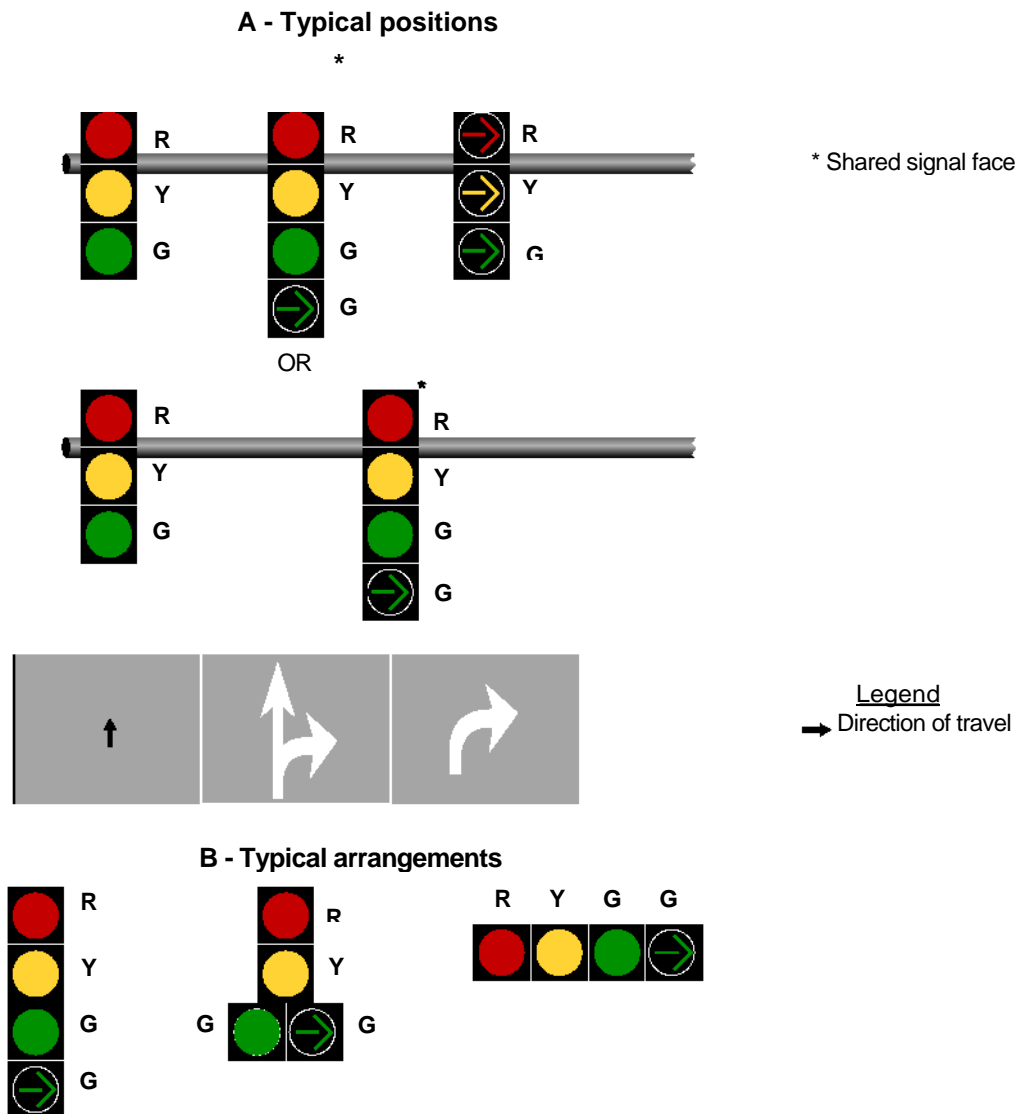 A - Typical positions
*
R R R
* Shared signal face
Y Y Y
G G G
G
OR
*
R R
Y Y
G G
G
Legend
Direction of travel
B - Typical arrangements
R R R Y G G
Y Y
G G G
G